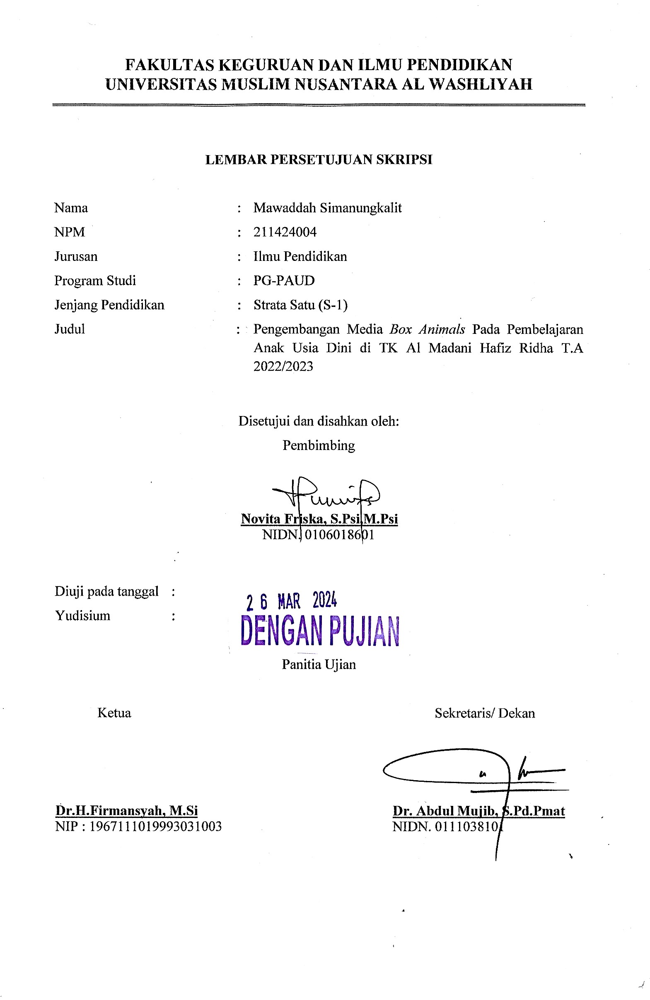 FAKULTAS KEGURUAN DAN ILMU PENDIDIKAN
UNIVERSITAS MUSLIM NUSANTARA AL WASHLIYAH
LEMBAR PERSETUJUAN SKRIPSI
Nama : Mawaddah Simanungkalit
NPM : 211424004
Jurusan : Ilmu Pendidikan
Program Studi : PG-PAUD
Jenjang Pendidikan : Strata Satu (S-1)
Judul : Pengembangan Media Box Animals Pada Pembelajaran
Anak Usia Dini di TK Al Madani Hafiz Ridha T.A
2022/2023
Disetujui dan disahkan oleh:
Pembimbing
Novita Friska, S.Psi,M.Psi
NIDN. 0106018601
Diuji pada tanggal : 26 MAR 2024
Yudisium : DENGAN PUJIAN
Panitia Ujian
Ketua Sekretaris/ Dekan
Dr.H.Firmansyah, M.Si Dr. Abdul Mujib, S.Pd.Pmat
NIP : 1967111019993031003 NIDN. 0111038101